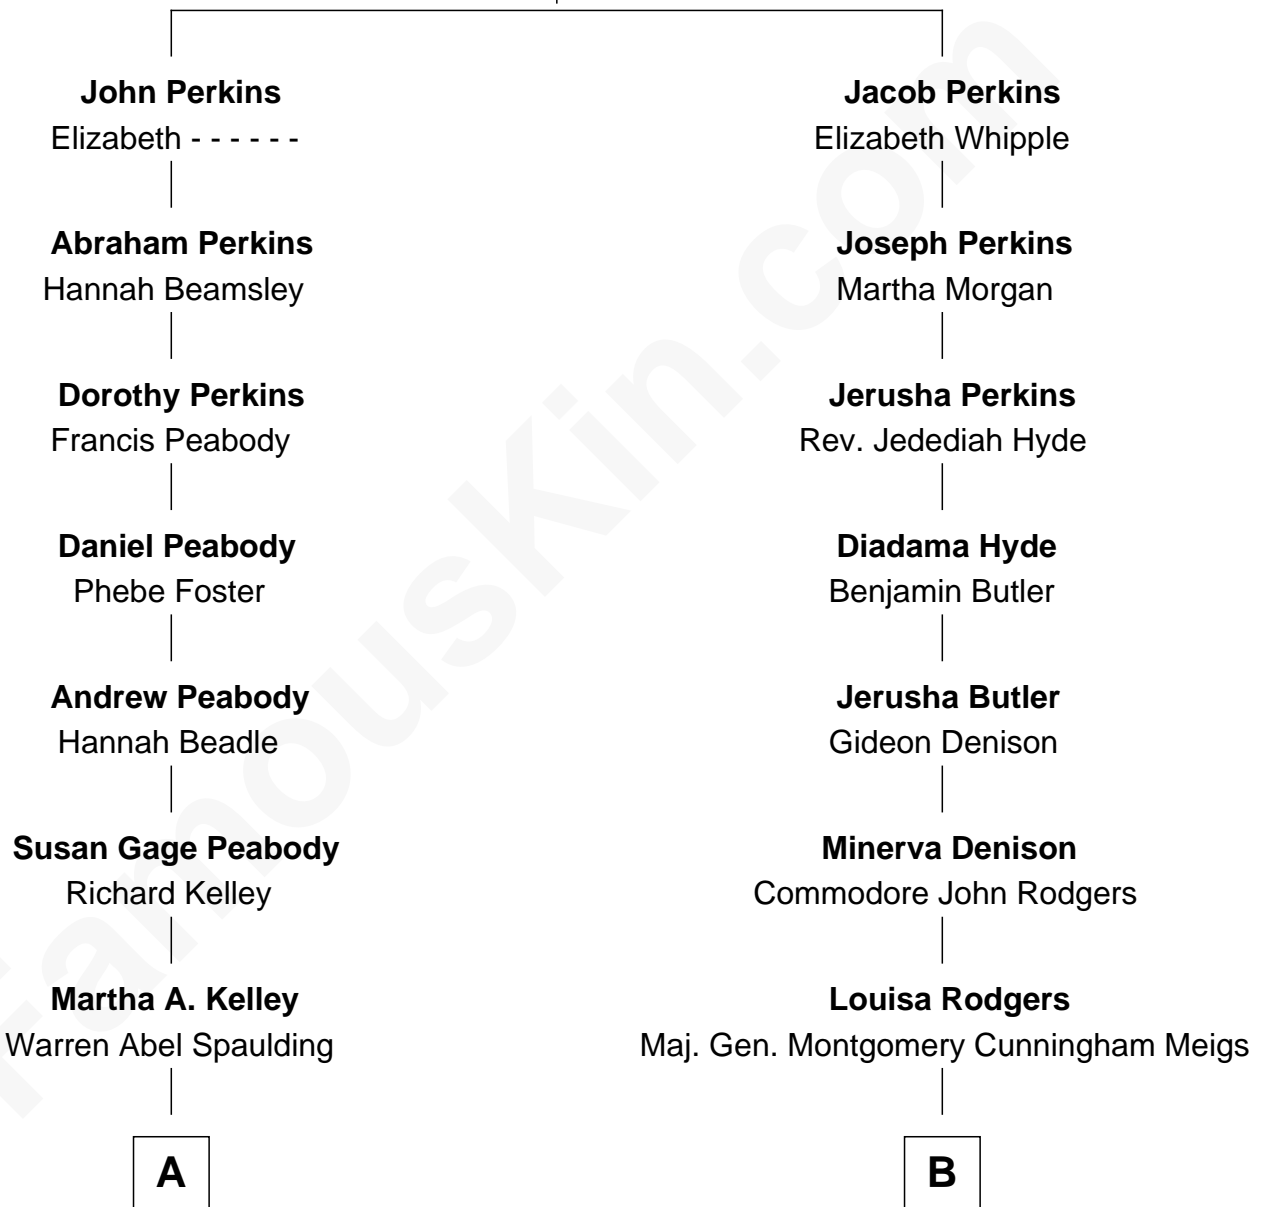 John Perkins
Elizabeth - - - - - -
Abraham Perkins
Hannah Beamsley
Dorothy Perkins
Francis Peabody
Daniel Peabody
Phebe Foster
Andrew Peabody
Hannah Beadle
Susan Gage Peabody
Richard Kelley
Martha A. Kelley
Warren Abel Spaulding
A
Jacob Perkins
Elizabeth Whipple
Joseph Perkins
Martha Morgan
Jerusha Perkins
Rev. Jedediah Hyde
Diadama Hyde
Benjamin Butler
Jerusha Butler
Gideon Denison
Minerva Denison
Commodore John Rodgers
Louisa Rodgers
Maj. Gen. Montgomery Cunningham Meigs
B
FamousKin.com